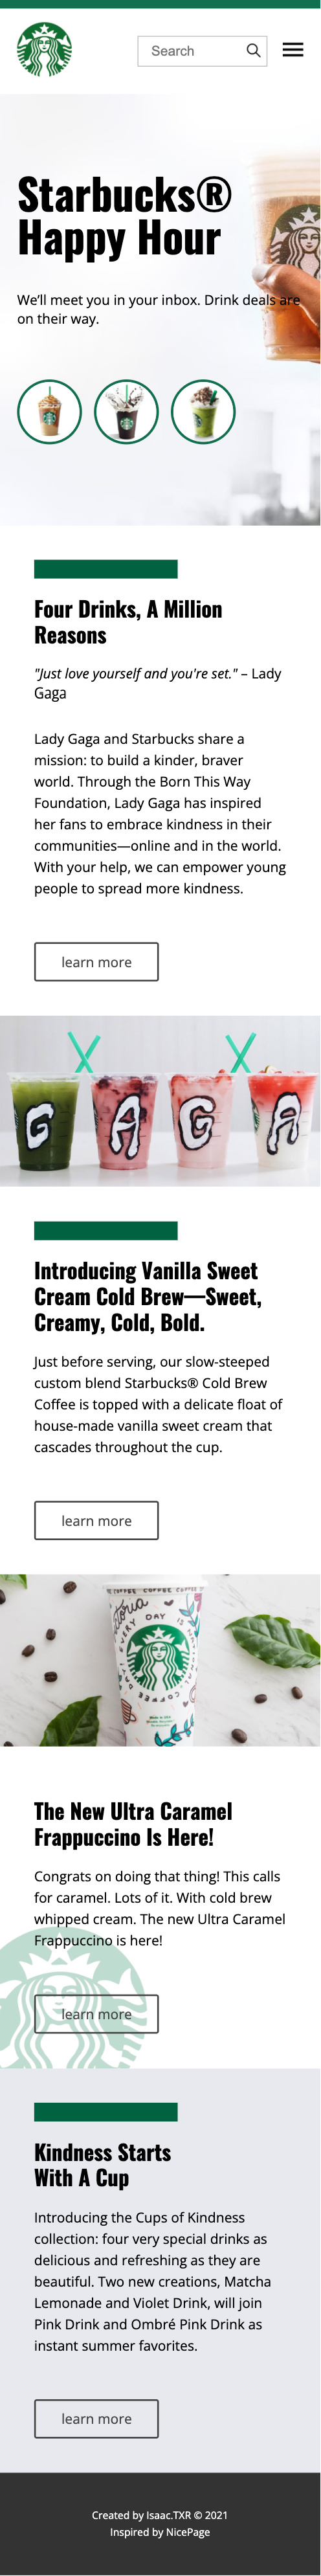 Search
Starbucks®
Happy Hour
We'll meet you in your inbox. Drink deals are
on their way.
Four Drinks, A Million
Reasons
"Just love yourself and you're set." – Lady
Gaga
Lady Gaga and Starbucks share a
mission: to build a kinder, braver
world. Through the Born This Way
Foundation, Lady Gaga has inspired
her fans to embrace kindness in their
communities—online and in the world.
With your help, we can empower young
people to spread more kindness.
learn more
G A G A
Introducing Vanilla Sweet
Cream Cold Brew—Sweet,
Creamy, Cold, Bold.
Just before serving, our slow-steeped
custom blend Starbucks® Cold Brew
Coffee is topped with a delicate float of
house-made vanilla sweet cream that
cascades throughout the cup.
learn more
COFFEE COFFEE
DAY
The New Ultra Caramel
Frappuccino Is Here!
Congrats on doing that thing! This calls
for caramel. Lots of it. With cold brew
whipped cream. The new Ultra Caramel
Frappuccino is here!
learn more
Kindness Starts
With A Cup
Introducing the Cups of Kindness
collection: four very special drinks as
delicious and refreshing as they are
beautiful. Two new creations, Matcha
Lemonade and Violet Drink, will join
Pink Drink and Ombré Pink Drink as
instant summer favorites.
learn more
Created by Isaac.TXR © 2021
Inspired by NicePage